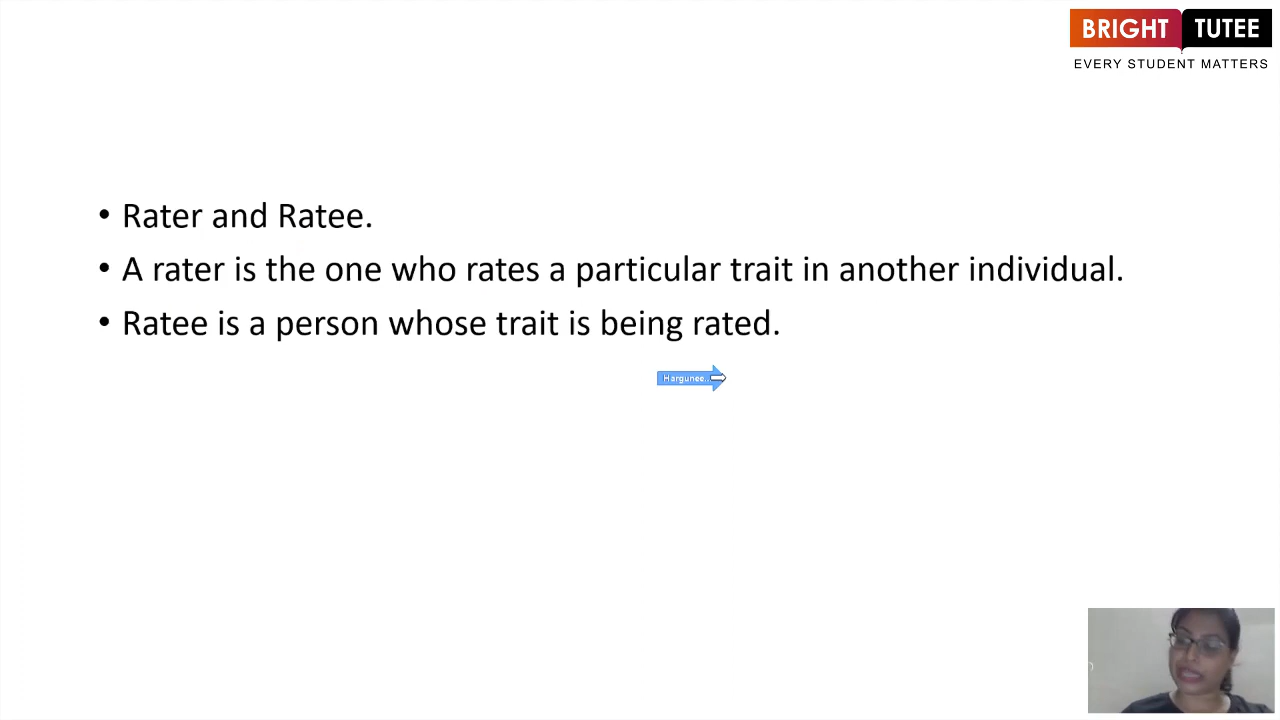 BRIGHT TUTEE
EVERY STUDENT MATTERS
• Rater and Ratee.
• A rater is the one who rates a particular trait in another individual.
• Ratee is a person whose trait is being rated.
Hargunee...